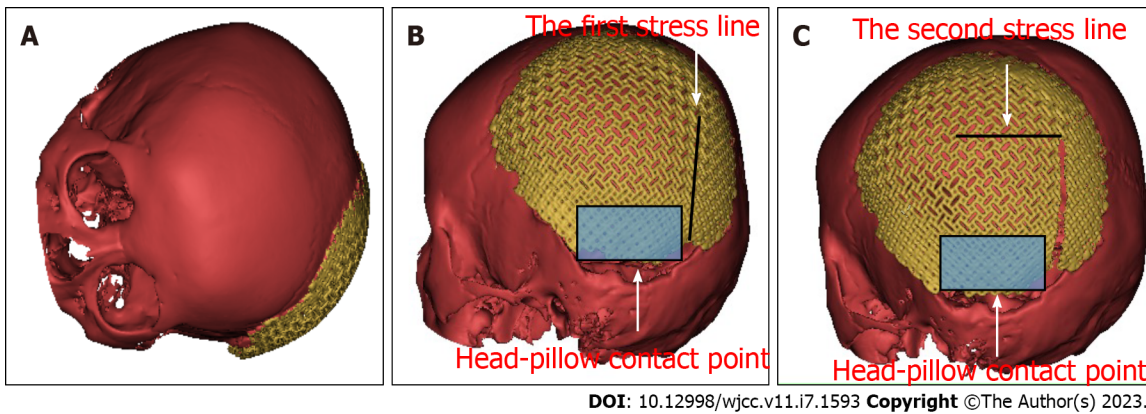 A
B
The first stress line
Head-pillow contact point
C
The second stress line
Head-pillow contact point
DOI: 10.12998/wjcc.v11.i7.1593 Copyright ©The Author(s) 2023.